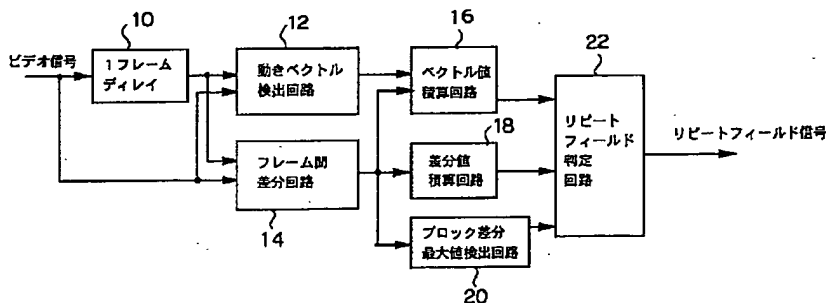 10
12
16
22
ビデオ信号
1フレーム
ディレイ
動きベクトル
検出回路
ベクトル値
積算回路
18
リピート
フィールド
判定
回路
リピートフィールド信号
フレーム間
差分回路
差分値
積算回路
14
ブロック差分
最大値検出回路
20